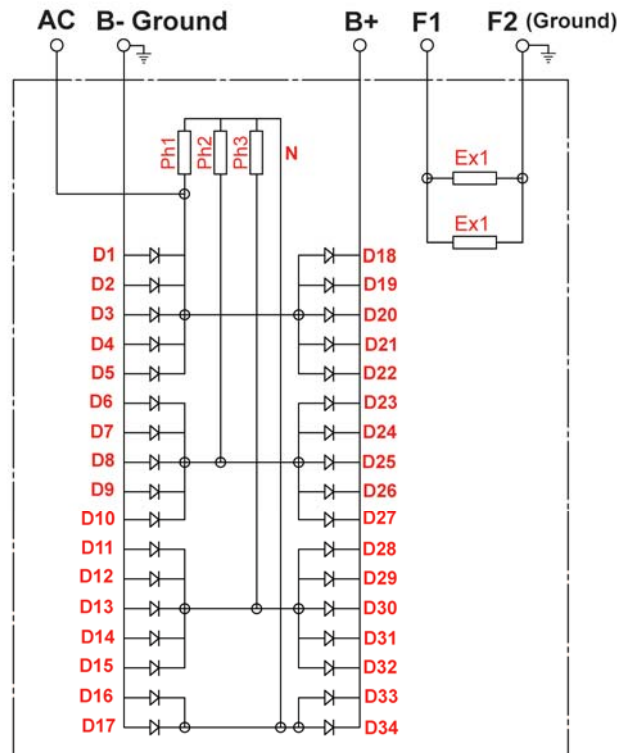 AC B- Ground B+ F1 F2 (Ground)
Ph1 Ph2 Ph3 N
Ex1
Ex1
D1 D18
D2 D19
D3 D20
D4 D21
D5 D22
D6 D23
D7 D24
D8 D25
D9 D26
D10 D27
D11 D28
D12 D29
D13 D30
D14 D31
D15 D32
D16 D33
D17 D34